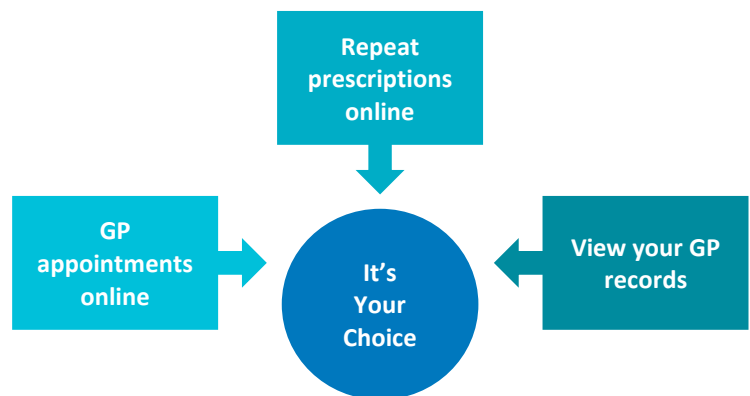 Repeat
prescriptions
online
GP
appointments
online
It’s
Your
Choice
View your GP
records